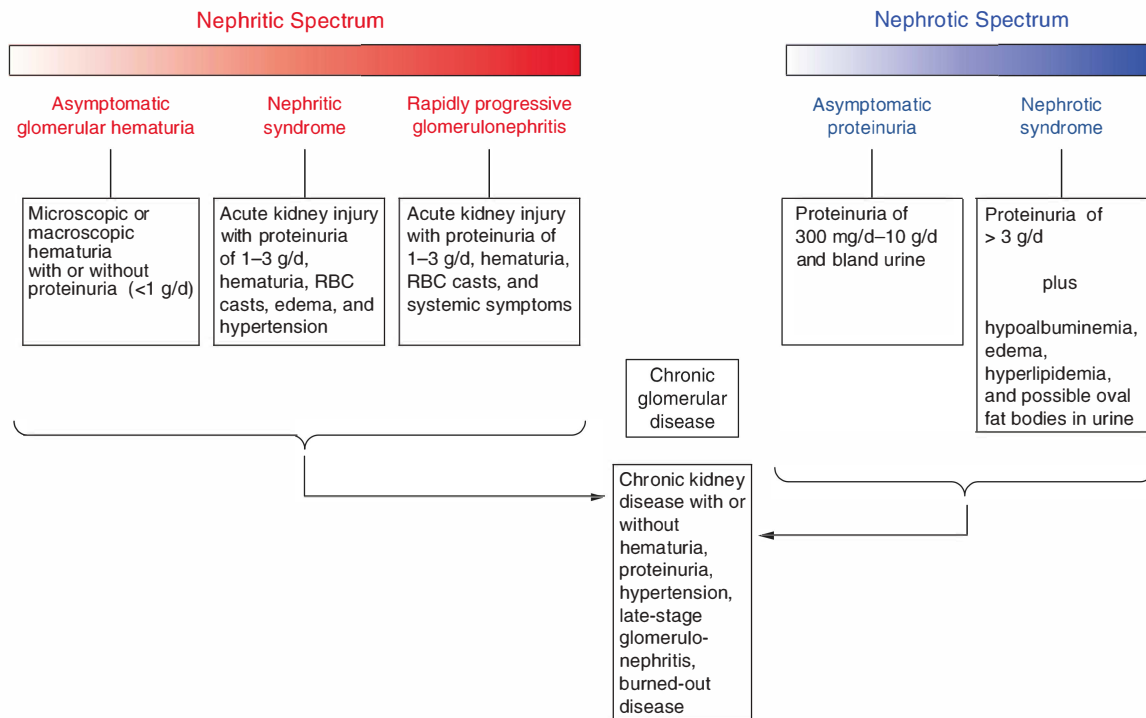 Nephritic Spectrum
Nephrotic Spectrum
Asymptomatic
glomerular hematuria
Nephritic
syndrome
Rapidly progressive
glomerulonephritis
Asymptomatic
proteinuria
Nephrotic
syndrome
Microscopic or
macroscopic
hematuria
with or without
proteinuria (<1 g/d)
Acute kidney injury
with proteinuria
of 1–3 g/d,
hematuria, RBC
casts, edema, and
hypertension
Acute kidney injury
with proteinuria of
1–3 g/d, hematuria,
RBC casts, and
systemic symptoms
Proteinuria of
300 mg/d–10 g/d
and bland urine
Proteinuria of
> 3 g/d
plus
hypoalbuminemia,
edema,
hyperlipidemia,
and possible oval
fat bodies in urine
Chronic
glomerular
disease
Chronic kidney
disease with or
without
hematuria,
proteinuria,
hypertension,
late-stage
glomerulo-
nephritis,
burned-out
disease